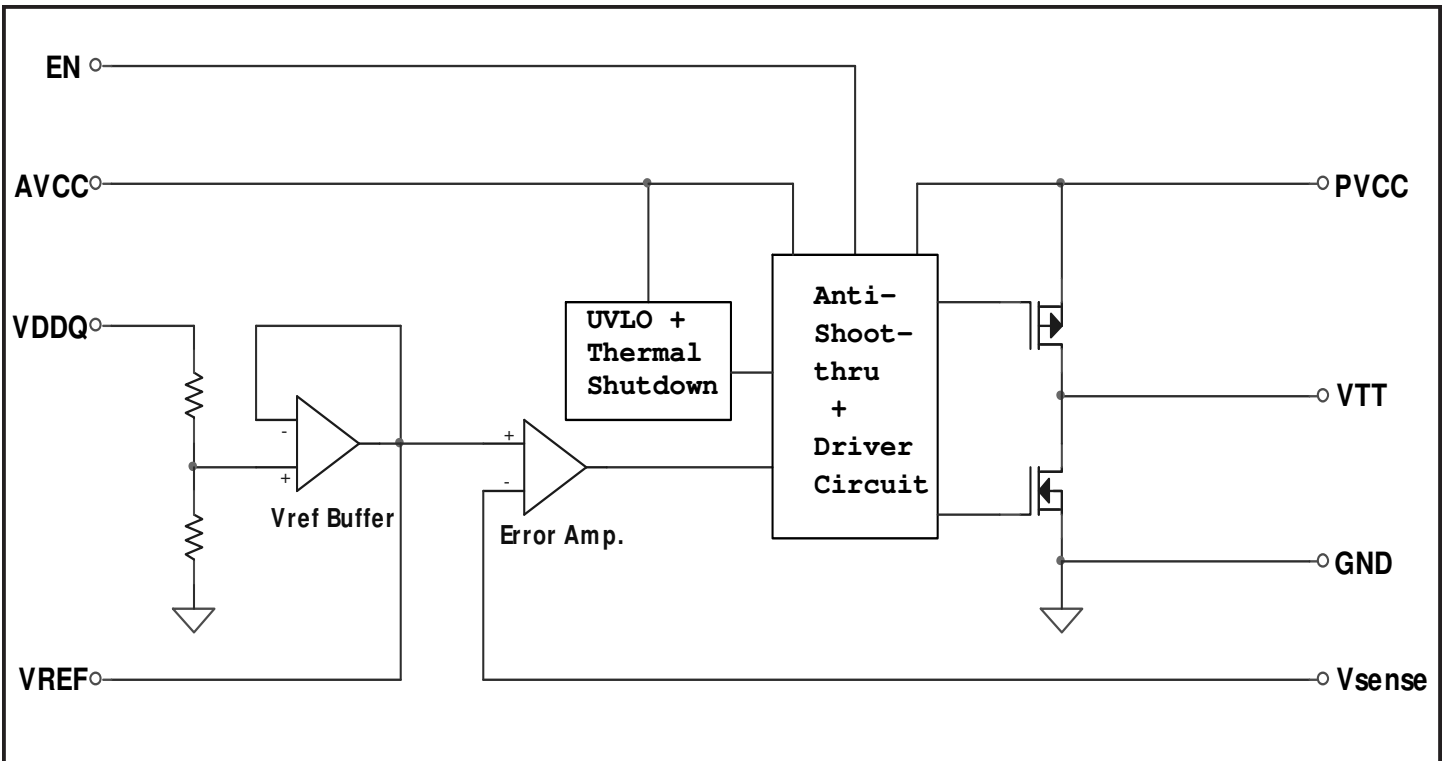 EN
AVCC
PVCC
UVLO +
Thermal
Shutdown
Anti-
Shoot-
thru
+
Driver
Circuit
VDDQ
VTT
-
+
Vref Buffer
+
-
Error Amp.
GND
VREF
Vsense